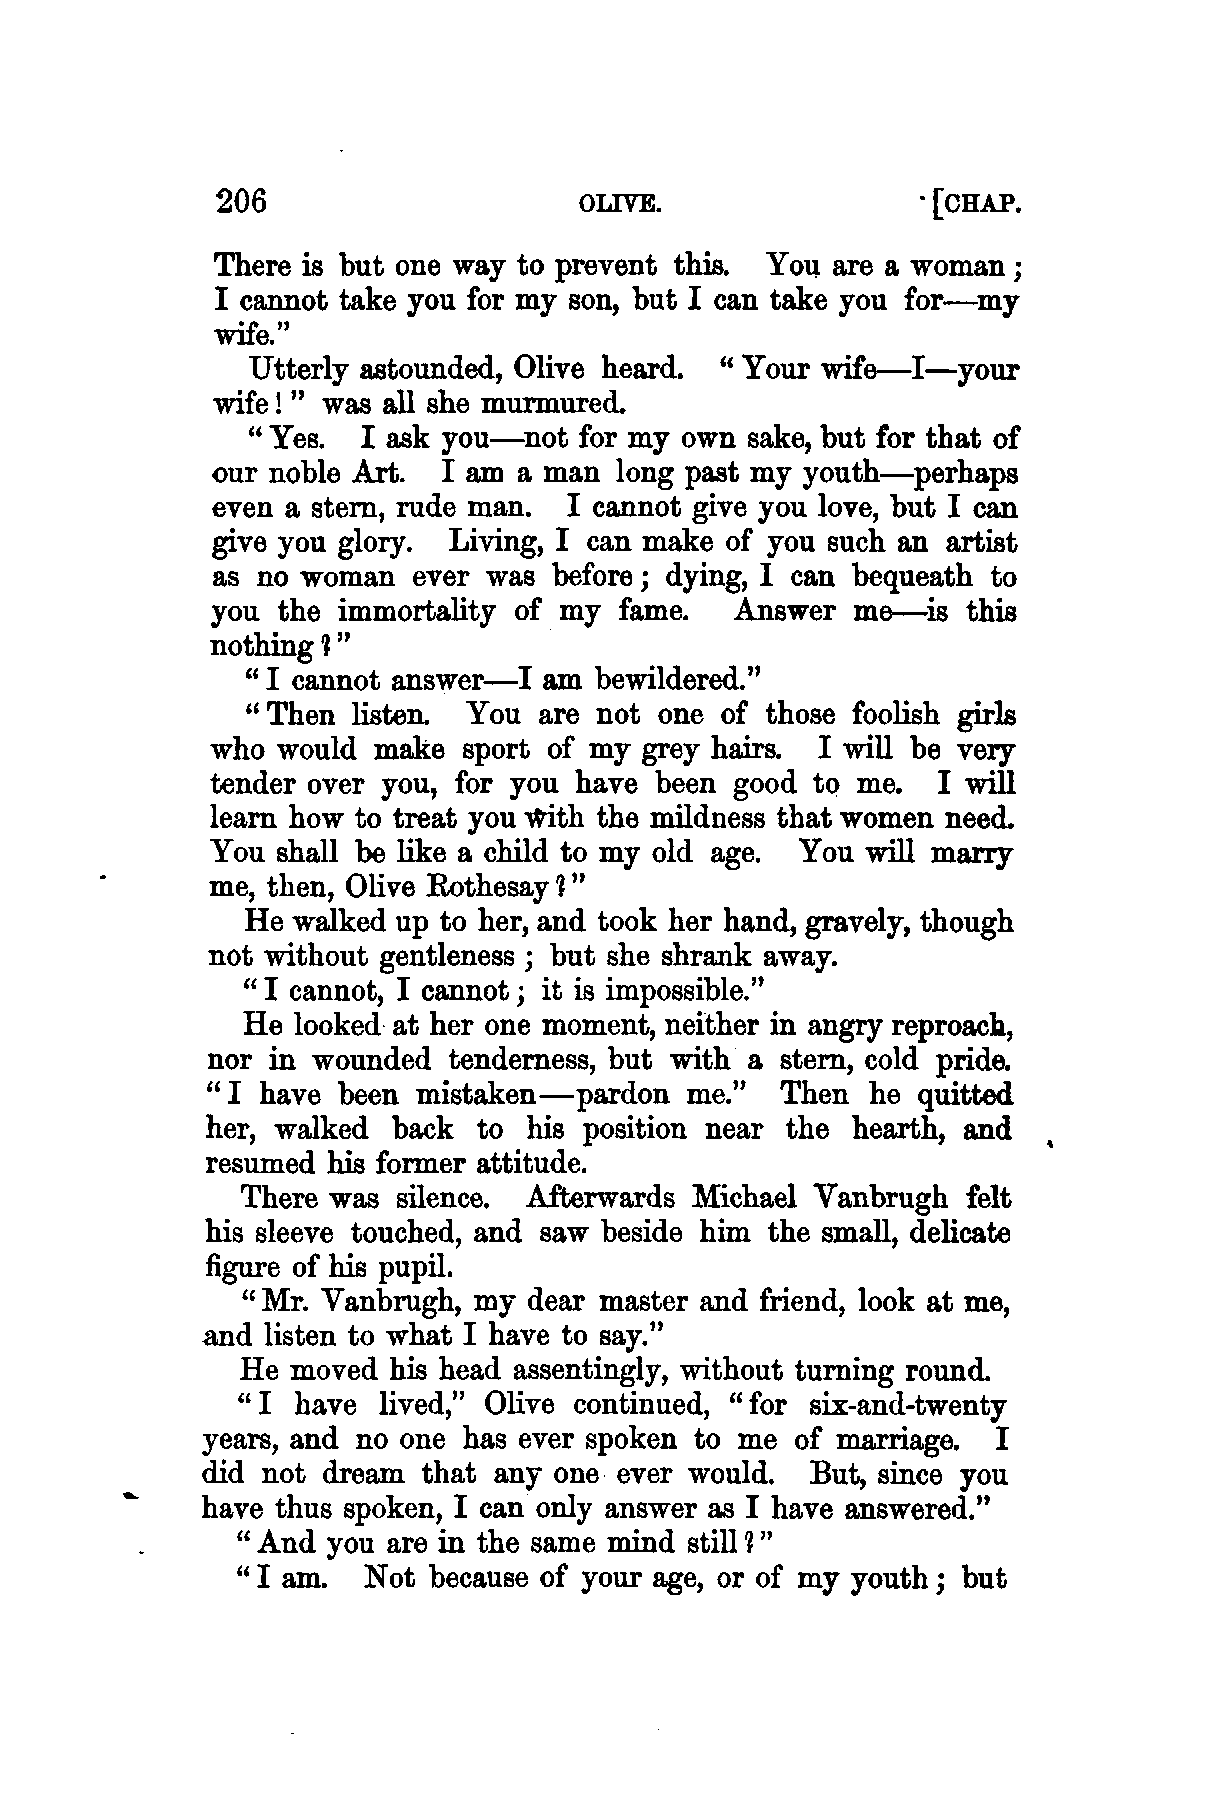 206 OLIVE. [CHAP.
There is but one way to prevent this. You are a woman;
I cannot take you for my son, but I can take you for—my
wife."
Utterly astounded, Olive heard. "Your wife—I—your
wife!" was all she murmured.
"Yes. I ask you—not for my own sake, but for that of
our noble Art. I am a man long past my youth—perhaps
even a stern, rude man. I cannot give you love, but I can
give you glory. Living, I can make of you such an artist
as no woman ever was before; dying, I can bequeath to
you the immortality of my fame. Answer me—is this
nothing?"
"I cannot answer—I am bewildered."
"Then listen. You are not one of those foolish girls
who would make sport of my grey hairs. I will be very
tender over you, for you have been good to me. I will
learn how to treat you with the mildness that women need.
You shall be like a child to my old age. You will marry
me, then, Olive Rothesay?"
He walked up to her, and took her hand, gravely, though
not without gentleness; but she shrank away.
"I cannot, I cannot; it is impossible."
He looked at her one moment, neither in angry reproach,
nor in wounded tenderness, but with a stern, cold pride.
"I have been mistaken—pardon me." Then he quitted
her, walked back to his position near the hearth, and
resumed his former attitude.
There was silence. Afterwards Michael Vanbrugh felt
his sleeve touched, and saw beside him the small, delicate
figure of his pupil.
"Mr. Vanbrugh, my dear master and friend, look at me,
and listen to what I have to say."
He moved his head assentingly, without turning round.
"I have lived," Olive continued, "for six-and-twenty
years, and no one has ever spoken to me of marriage. I
did not dream that any one ever would. But, since you
have thus spoken, I can only answer as I have answered."
"And you are in the same mind still?"
"I am. Not because of your age, or of my youth; but